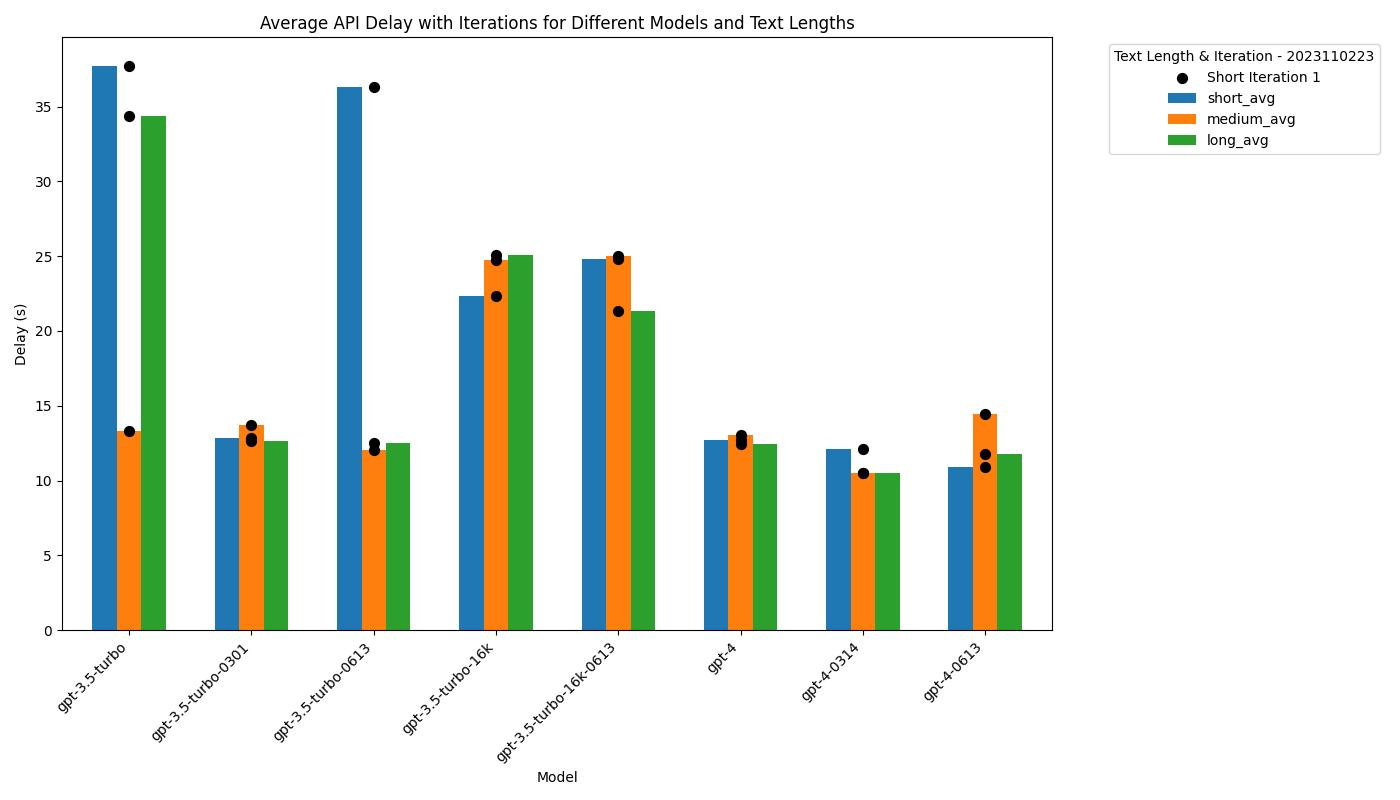 Average API Delay with Iterations for Different Models and Text Lengths
Text Length & Iteration - 2023110223
Short Iteration 1
short_avg
medium_avg
long_avg
Delay (s)
35
30
25
20
15
10
5
0
gpt-3.5-turbo
gpt-3.5-turbo-0301
gpt-3.5-turbo-0613
gpt-3.5-turbo-16k
gpt-3.5-turbo-16k-0613
gpt-4
gpt-4-0314
gpt-4-0613
Model